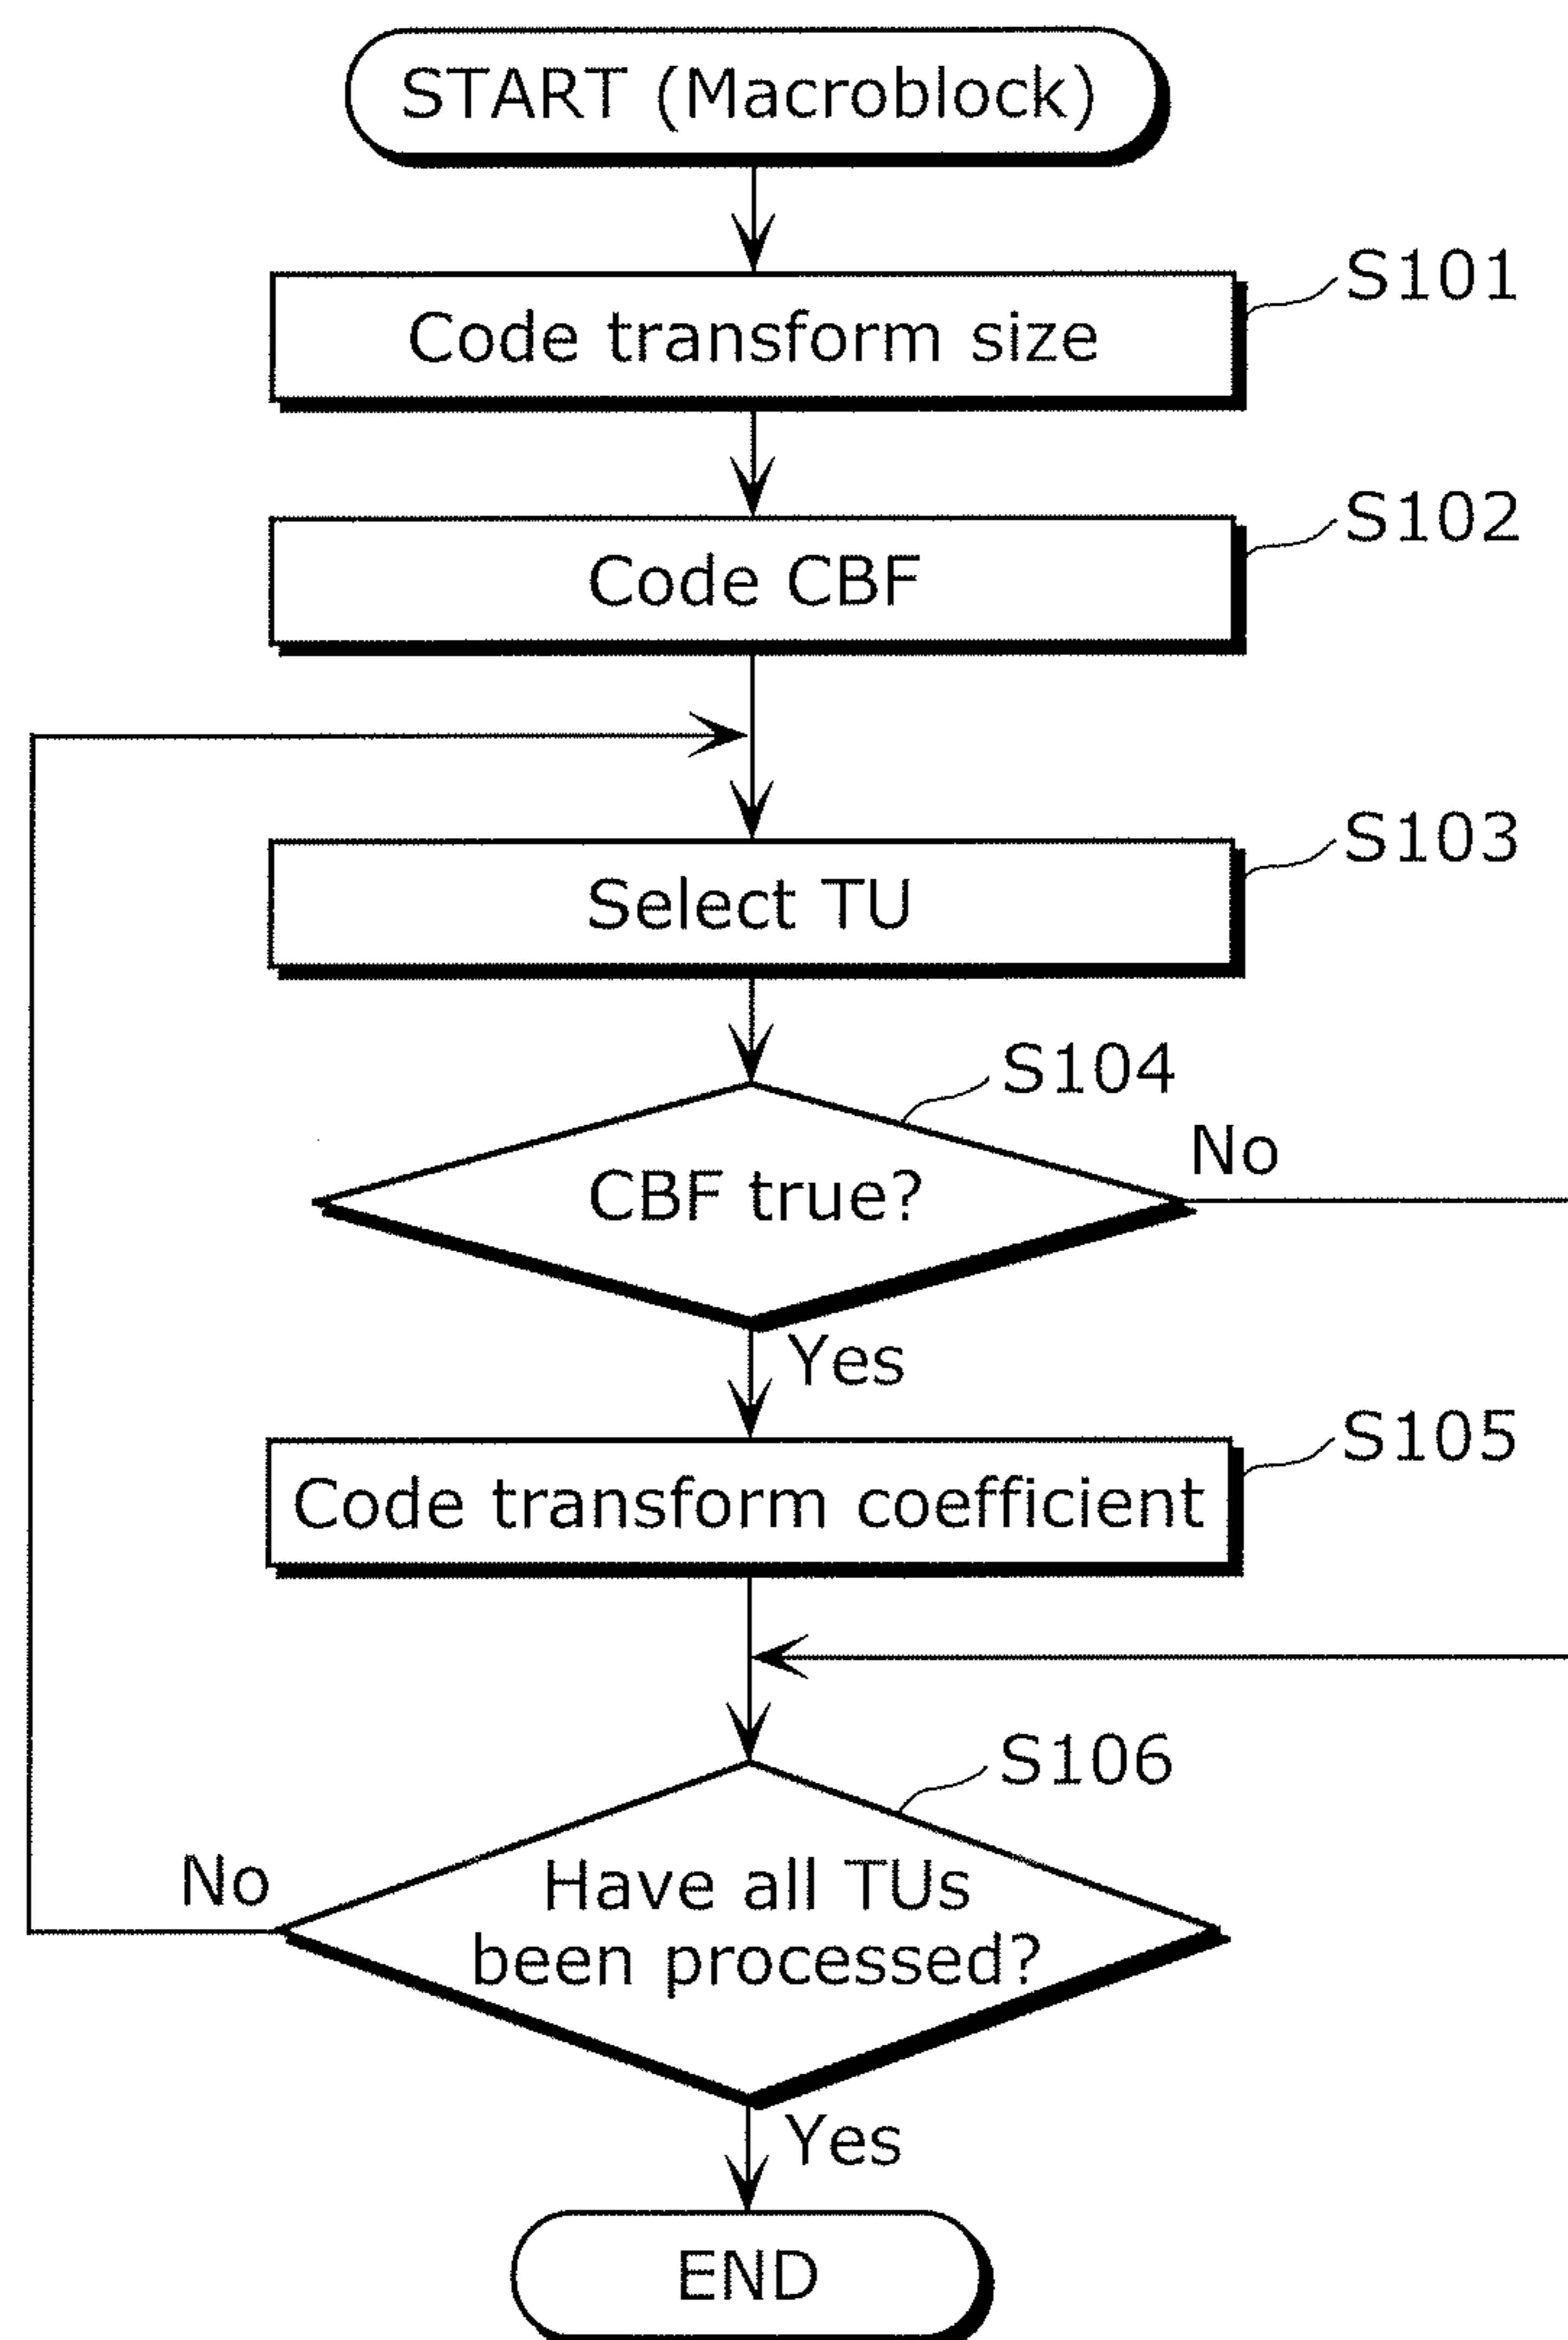 START (Macroblock)
S101
Code transform size
S102
Code CBF
S103
Select TU
S104
No
CBF true?
Yes
S105
Code transform coefficient
S106
No
Have all TUs
been processed?
Yes
END